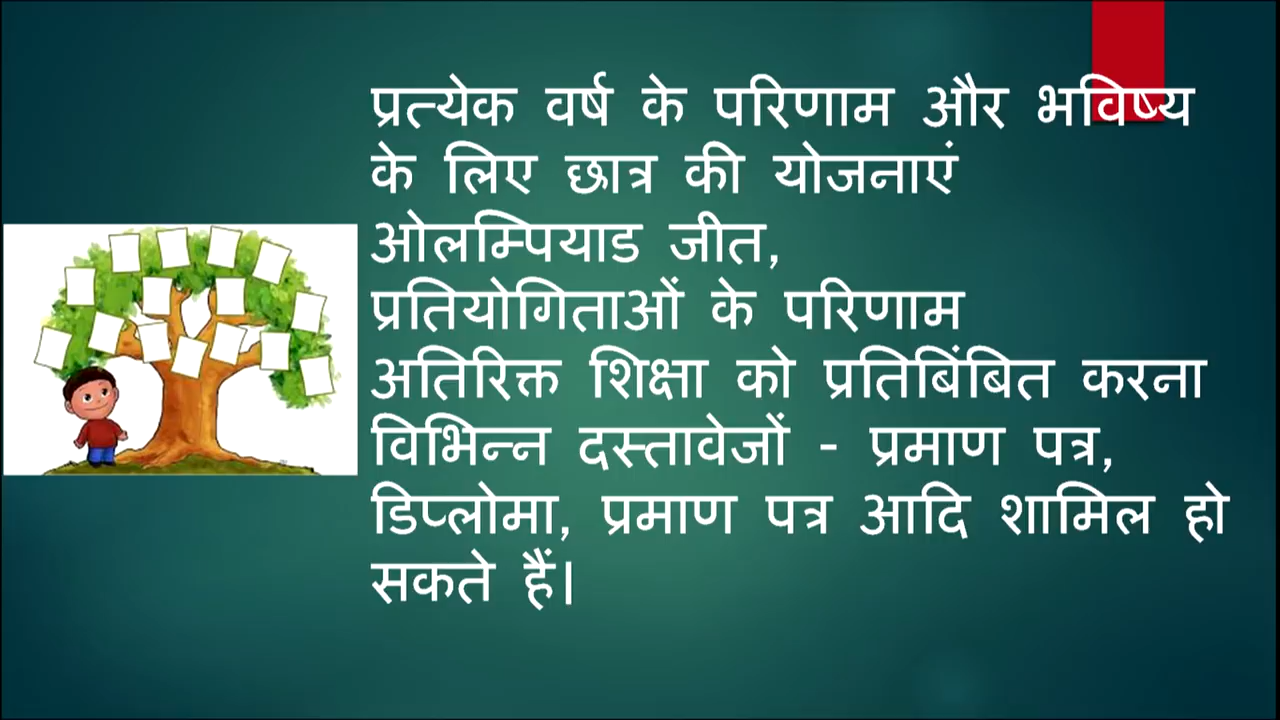 प्रत्येक वर्ष के परिणाम और भविष्य
के लिए छात्र की योजनाएं
ओलम्पियाड जीत,
प्रतियोगिताओं के परिणाम
अतिरिक्त शिक्षा को प्रतिबिंबित करना
विभिन्न दस्तावेजों - प्रमाण पत्र,
डिप्लोमा, प्रमाण पत्र आदि शामिल हो
सकते हैं।